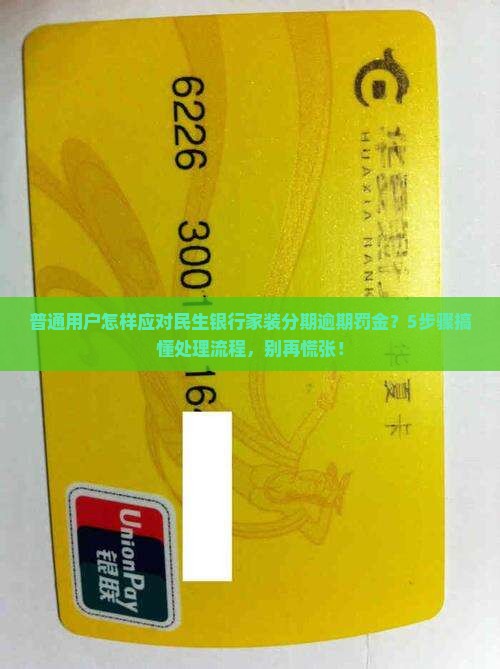 华夏银行
HUAXIA BANK
华夏卡
6226 3001 16
普通用户怎样应对民生银行家装分期逾期罚金？5步骤搞
懂处理流程，别再慌张！
UnionPay
银联